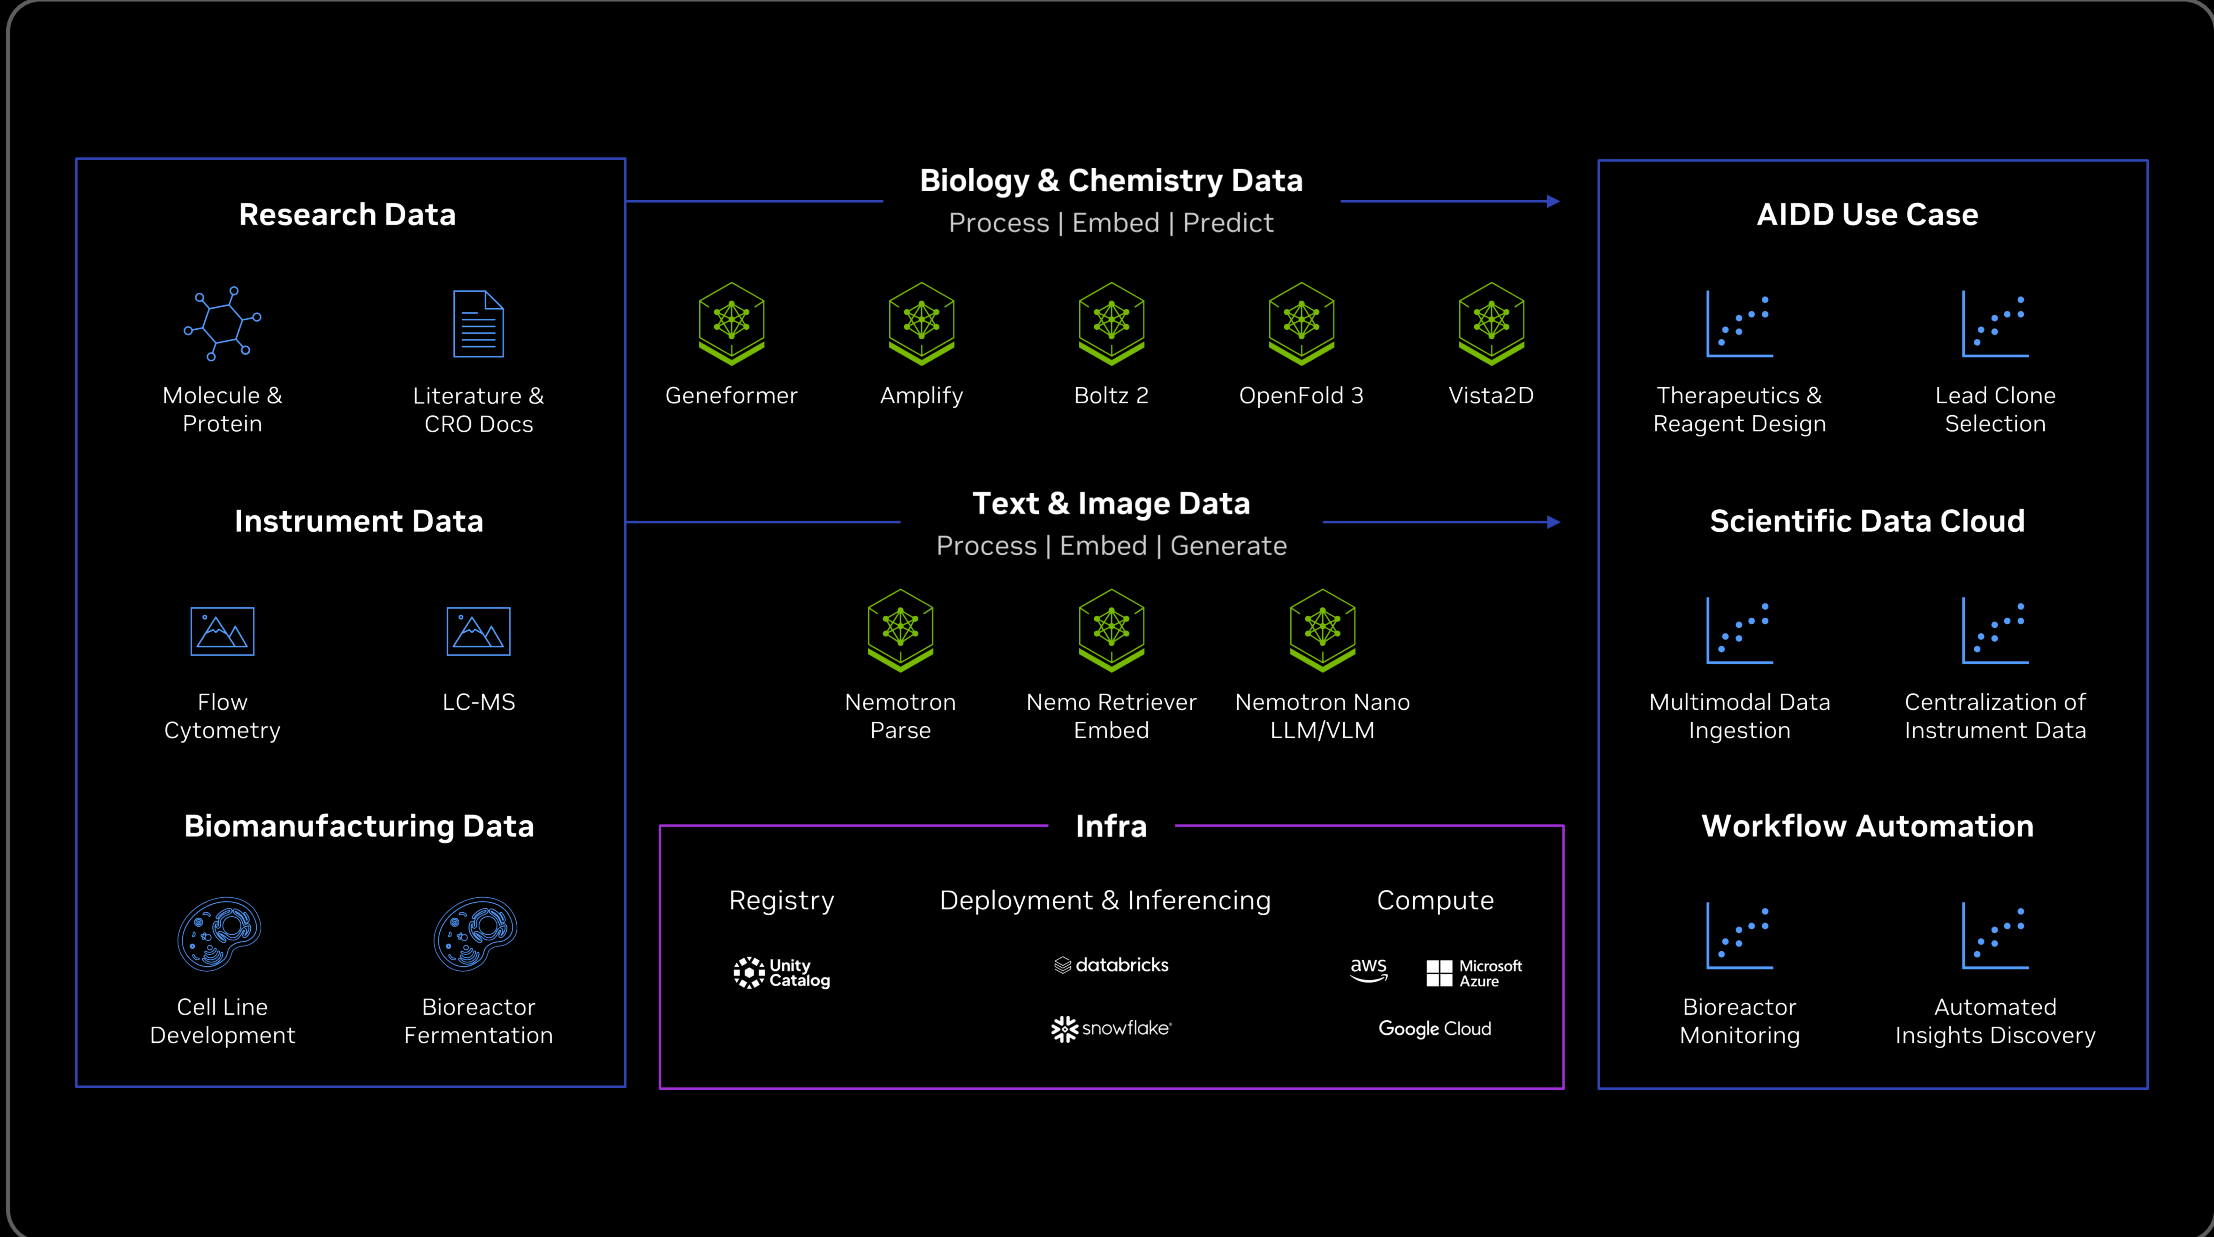 Research Data
Molecule &
Protein
Literature &
CRO Docs
Instrument Data
Flow
Cytometry
LC-MS
Biomanufacturing Data
Cell Line
Development
Bioreactor
Fermentation
Biology & Chemistry Data
Process | Embed | Predict
Geneformer
Amplify
Boltz 2
OpenFold 3
Vista2D
Text & Image Data
Process | Embed | Generate
Nemotron
Parse
Nemo Retriever
Embed
Nemotron Nano
LLM/VLM
Infra
Registry
Unity
Catalog
Deployment & Inferencing
databricks
snowflake
Compute
aws
Microsoft
Azure
Google Cloud
AIDD Use Case
Therapeutics &
Reagent Design
Lead Clone
Selection
Scientific Data Cloud
Multimodal Data
Ingestion
Centralization of
Instrument Data
Workflow Automation
Bioreactor
Monitoring
Automated
Insights Discovery